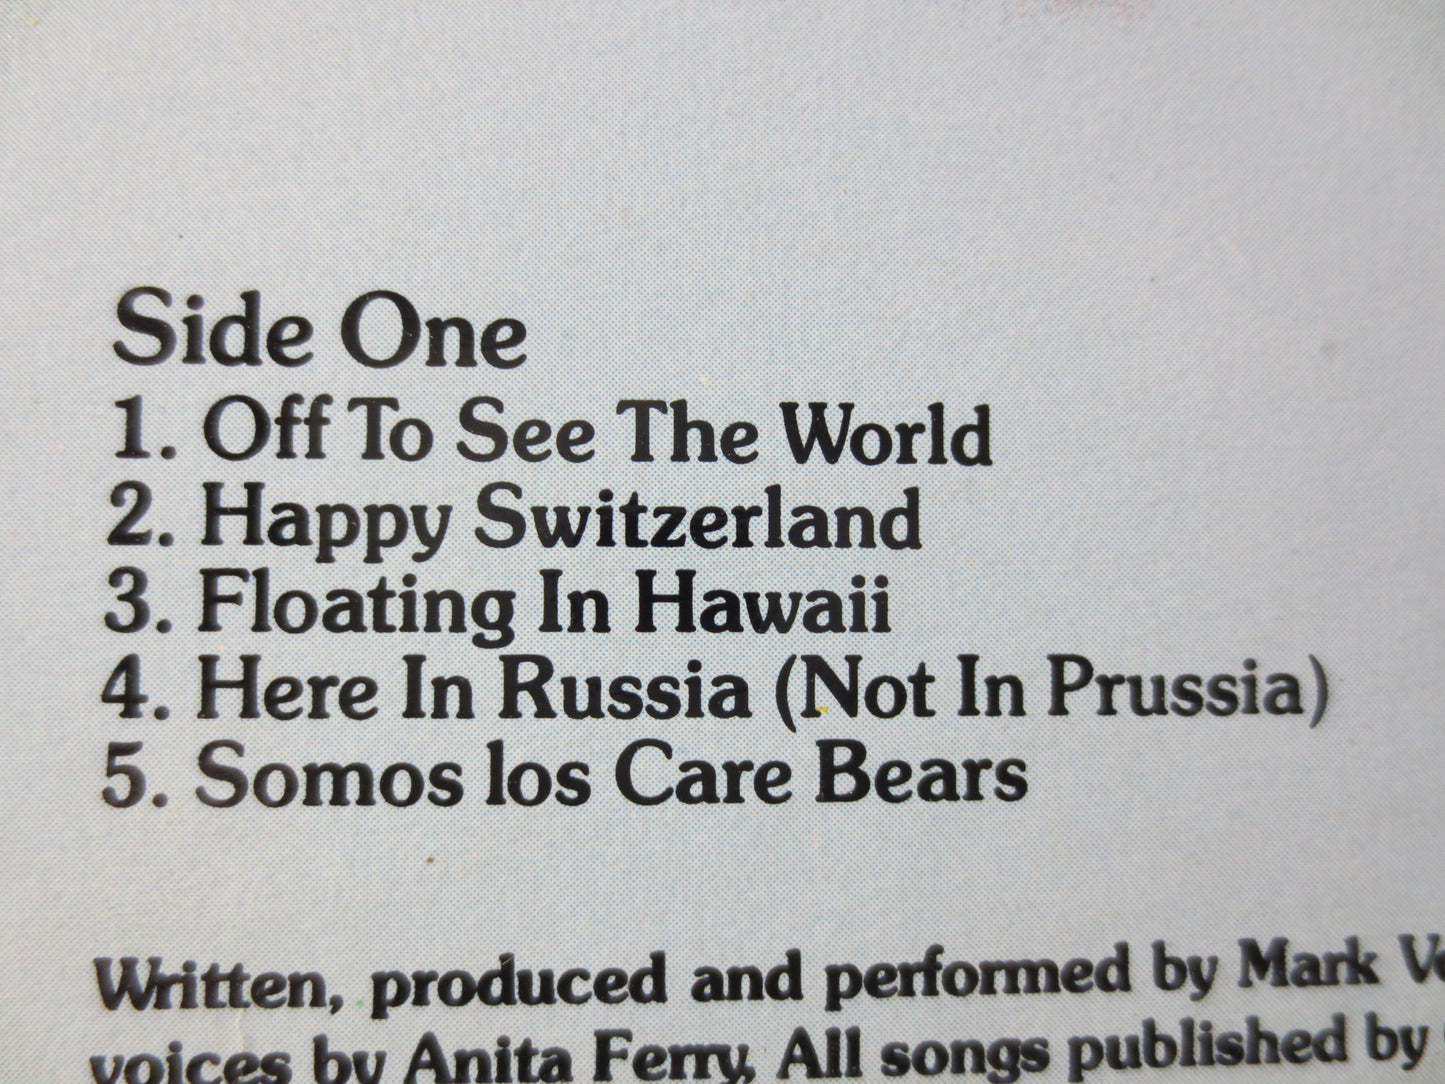 Side One
1. Off To See The World
2. Happy Switzerland
3. Floating In Hawaii
4. Here In Russia (Not In Prussia)
5. Somos los Care Bears
Written, produced and performed by Mark
voices by Anita Ferry, All songs published by